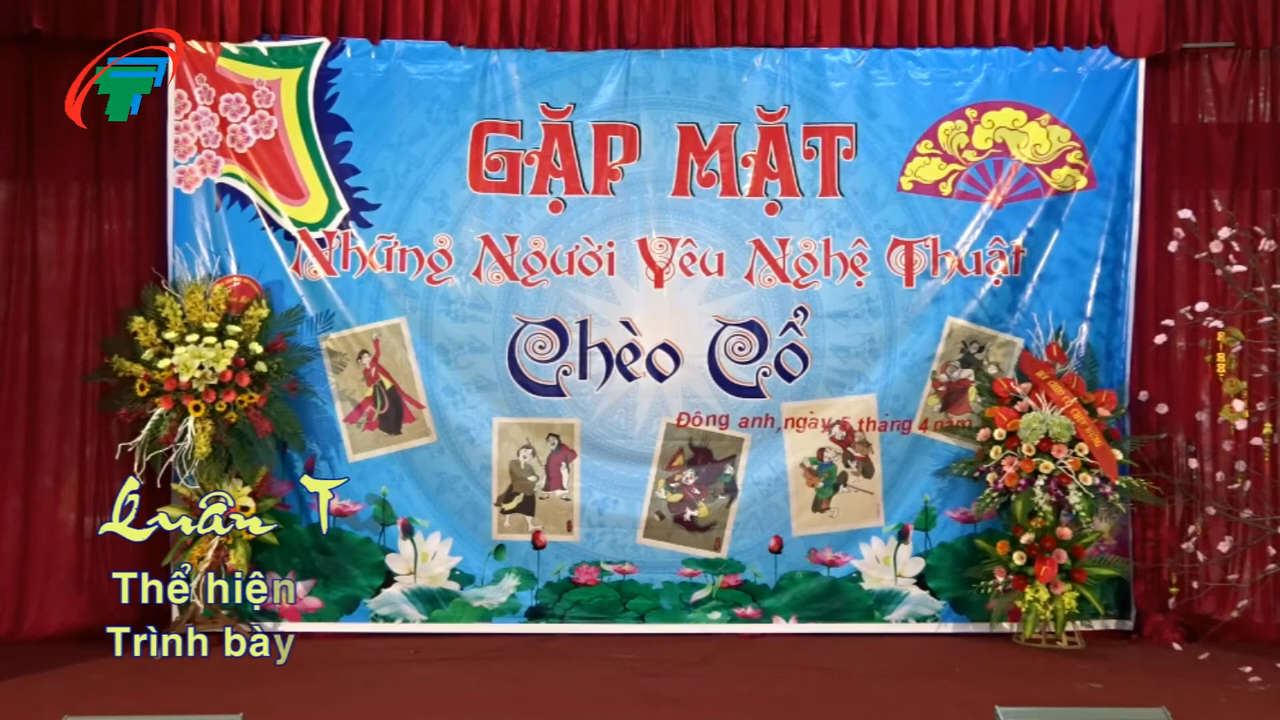 GẶP MẶT
Những Người Yêu Nghệ Thuật
Chèo Cổ
Đông anh,ngày 5 tháng 4 năm
Quân T
Thể hiện
Trình bày